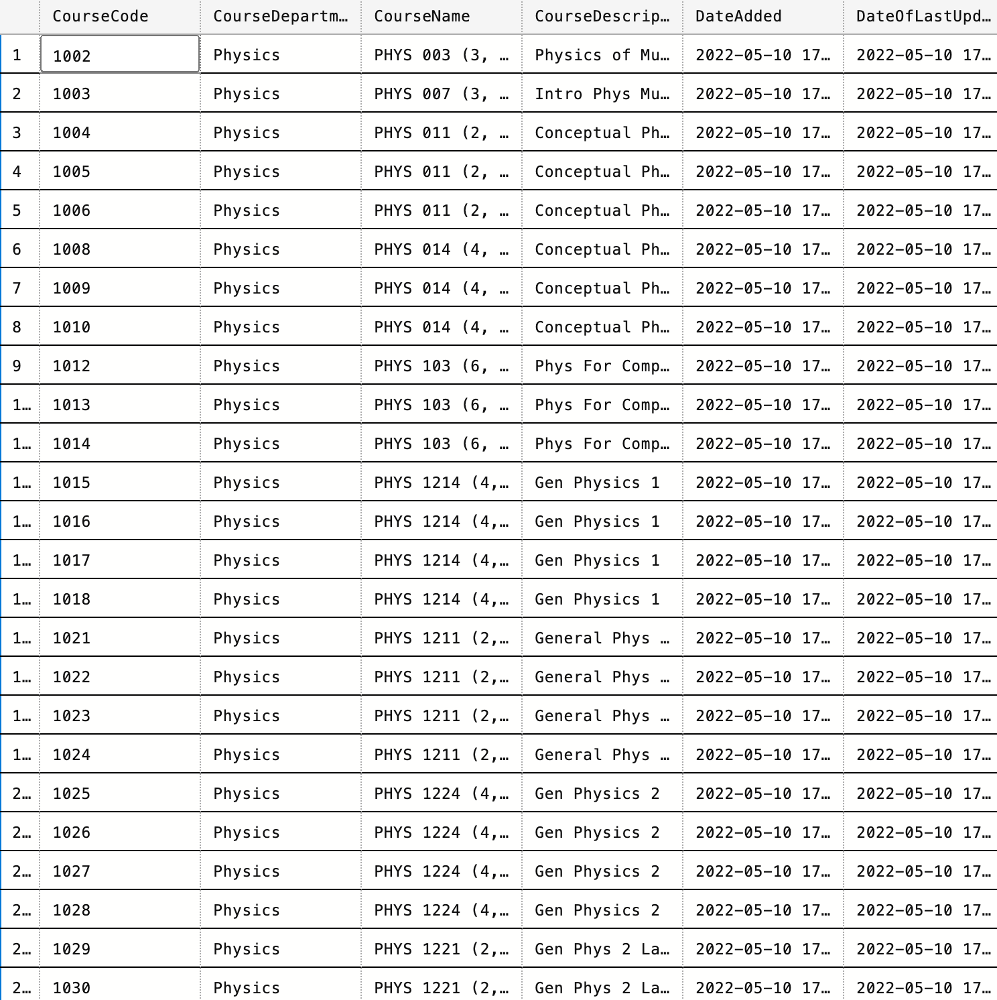 CourseCode CourseDepartm… CourseName CourseDescrip… DateAdded DateOfLastUpd…
1 1002 Physics PHYS 003 (3, … Physics of Mu… 2022-05-10 17… 2022-05-10 17…
2 1003 Physics PHYS 007 (3, … Intro Phys Mu… 2022-05-10 17… 2022-05-10 17…
3 1004 Physics PHYS 011 (2, … Conceptual Ph… 2022-05-10 17… 2022-05-10 17…
4 1005 Physics PHYS 011 (2, … Conceptual Ph… 2022-05-10 17… 2022-05-10 17…
5 1006 Physics PHYS 011 (2, … Conceptual Ph… 2022-05-10 17… 2022-05-10 17…
6 1008 Physics PHYS 014 (4, … Conceptual Ph… 2022-05-10 17… 2022-05-10 17…
7 1009 Physics PHYS 014 (4, … Conceptual Ph… 2022-05-10 17… 2022-05-10 17…
8 1010 Physics PHYS 014 (4, … Conceptual Ph… 2022-05-10 17… 2022-05-10 17…
9 1012 Physics PHYS 103 (6, … Phys For Comp… 2022-05-10 17… 2022-05-10 17…
1… 1013 Physics PHYS 103 (6, … Phys For Comp… 2022-05-10 17… 2022-05-10 17…
1… 1014 Physics PHYS 103 (6, … Phys For Comp… 2022-05-10 17… 2022-05-10 17…
1… 1015 Physics PHYS 1214 (4,… Gen Physics 1 2022-05-10 17… 2022-05-10 17…
1… 1016 Physics PHYS 1214 (4,… Gen Physics 1 2022-05-10 17… 2022-05-10 17…
1… 1017 Physics PHYS 1214 (4,… Gen Physics 1 2022-05-10 17… 2022-05-10 17…
1… 1018 Physics PHYS 1214 (4,… Gen Physics 1 2022-05-10 17… 2022-05-10 17…
1… 1021 Physics PHYS 1211 (2,… General Phys … 2022-05-10 17… 2022-05-10 17…
1… 1022 Physics PHYS 1211 (2,… General Phys … 2022-05-10 17… 2022-05-10 17…
1… 1023 Physics PHYS 1211 (2,… General Phys … 2022-05-10 17… 2022-05-10 17…
1… 1024 Physics PHYS 1211 (2,… General Phys … 2022-05-10 17… 2022-05-10 17…
2… 1025 Physics PHYS 1224 (4,… Gen Physics 2 2022-05-10 17… 2022-05-10 17…
2… 1026 Physics PHYS 1224 (4,… Gen Physics 2 2022-05-10 17… 2022-05-10 17…
2… 1027 Physics PHYS 1224 (4,… Gen Physics 2 2022-05-10 17… 2022-05-10 17…
2… 1028 Physics PHYS 1224 (4,… Gen Physics 2 2022-05-10 17… 2022-05-10 17…
2… 1029 Physics PHYS 1221 (2,… Gen Phys 2 La… 2022-05-10 17… 2022-05-10 17…
2… 1030 Physics PHYS 1221 (2,… Gen Phys 2 La… 2022-05-10 17… 2022-05-10 17…